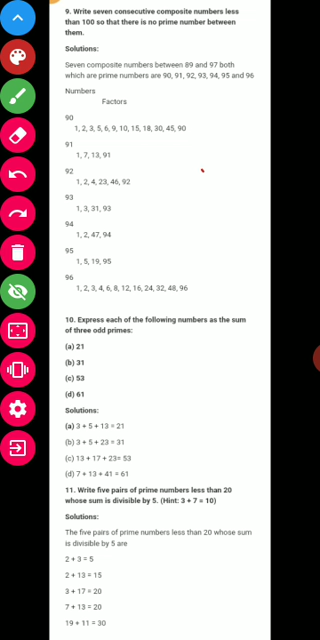 9. Write seven consecutive composite numbers less
than 100 so that there is no prime number between
them.
Solutions:
Seven composite numbers between 89 and 97 both
which are prime numbers are 90, 91, 92, 93, 94, 95 and 96
Numbers
Factors
90
1, 2, 3, 5, 6, 9, 10, 15, 18, 30, 45, 90
91
1, 7, 13, 91
92
1, 2, 4, 23, 46, 92
93
1, 3, 31, 93
94
1, 2, 47, 94
95
1, 5, 19, 95
96
1, 2, 3, 4, 6, 8, 12, 16, 24, 32, 48, 96
10. Express each of the following numbers as the sum
of three odd primes:
(a) 21
(b) 31
(c) 53
(d) 61
Solutions:
(a) 3 + 5 + 13 = 21
(b) 3 + 5 + 23 = 31
(c) 13 + 17 + 23= 53
(d) 7 + 13 + 41 = 61
11. Write five pairs of prime numbers less than 20
whose sum is divisible by 5. (Hint: 3 + 7 = 10)
Solutions:
The five pairs of prime numbers less than 20 whose sum
is divisible by 5 are
2 + 3 = 5
2 + 13 = 15
3 + 17 = 20
7 + 13 = 20
19 + 11 = 30